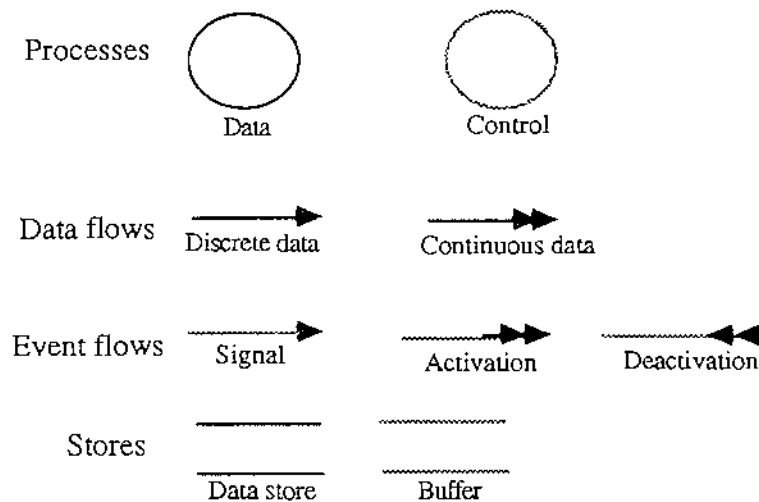 Processes
Data
Control
Data flows
Discrete data
Continuous data
Event flows
Signal
Activation
Deactivation
Stores
Data store
Buffer